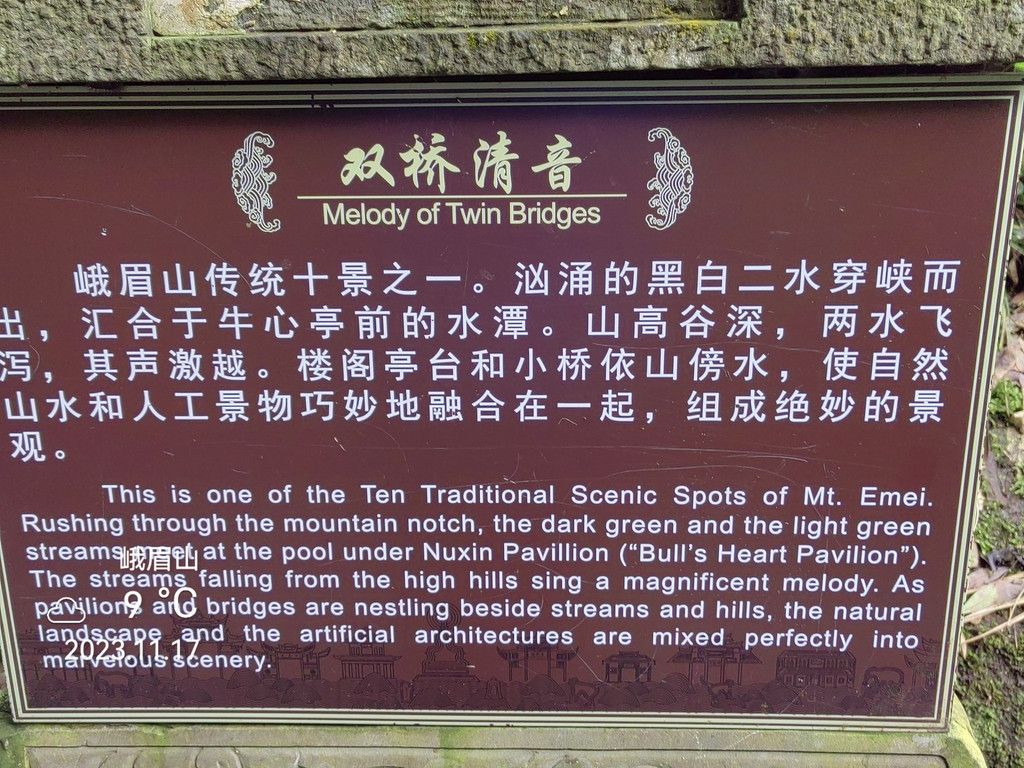 双桥清音
Melody of Twin Bridges
峨眉山传统十景之一。汹涌的黑白二水穿峡而
出，汇合于牛心亭前的水潭。山高谷深，两水飞
泻，其声激越。楼阁亭台和小桥依山傍水，使自然
山水和人工景物巧妙地融合在一起，组成绝妙的景
观。
This is one of the Ten Traditional Scenic Spots of Mt. Emei.
Rushing through the mountain notch, the dark green and the light green
streams meet at the pool under Nuxin Pavillion (“Bull's Heart Pavilion”).
The streams falling from the high hills sing a magnificent melody. As
pavilions and bridges are nestling beside streams and hills, the natural
landscape and the artificial architectures are mixed perfectly into
marvelous scenery.
峨眉山
9 °C
2023.11.17